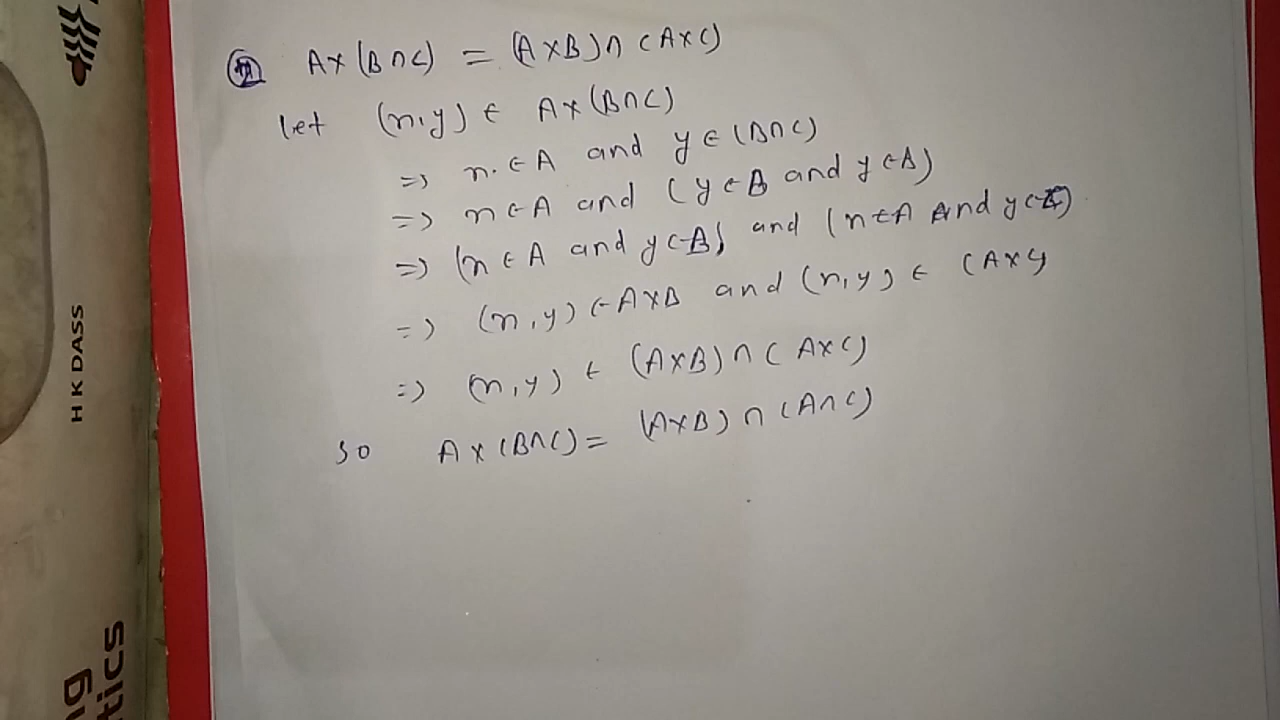 A×(B∩C) = (A×B)∩(A×C)
let (n,y) ∈ A×(B∩C)
=> n ∈ A and y ∈ (B∩C)
=> n ∈ A and (y ∈ B and y ∈ A)
=> (n ∈ A and y ∈ B) and (n ∈ A And y ∈ C)
=> (n,y) ∈ A×B and (n,y) ∈ (A×C)
=> (n,y) ∈ (A×B)∩(A×C)
so A×(B∩C) = (A×B)∩(A∩C)
H K DASS